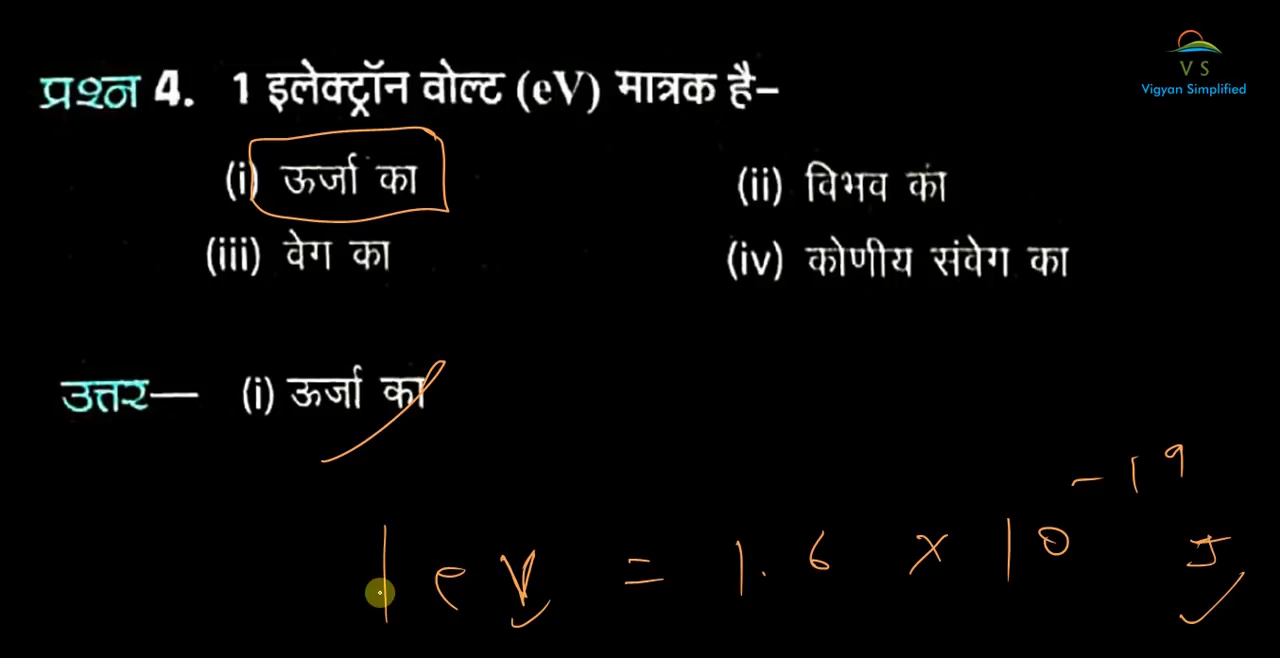 V S
Vigyan Simplified
प्रश्न 4. 1 इलेक्ट्रॉन वोल्ट (eV) मात्रक है–
(i) ऊर्जा का (ii) विभव का
(iii) वेग का (iv) कोणीय संवेग का
उत्तर— (i) ऊर्जा का
1 eV = 1.6 × 10⁻¹⁹ J